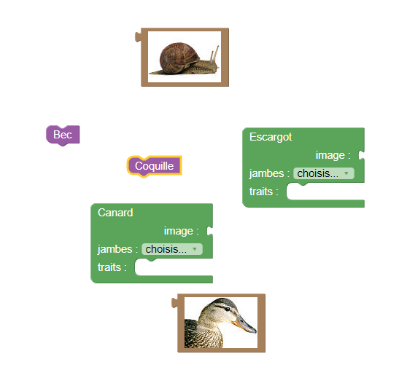 Bec
Coquille
Escargot
image :
jambes : choisis...
traits :
Canard
image :
jambes : choisis...
traits :